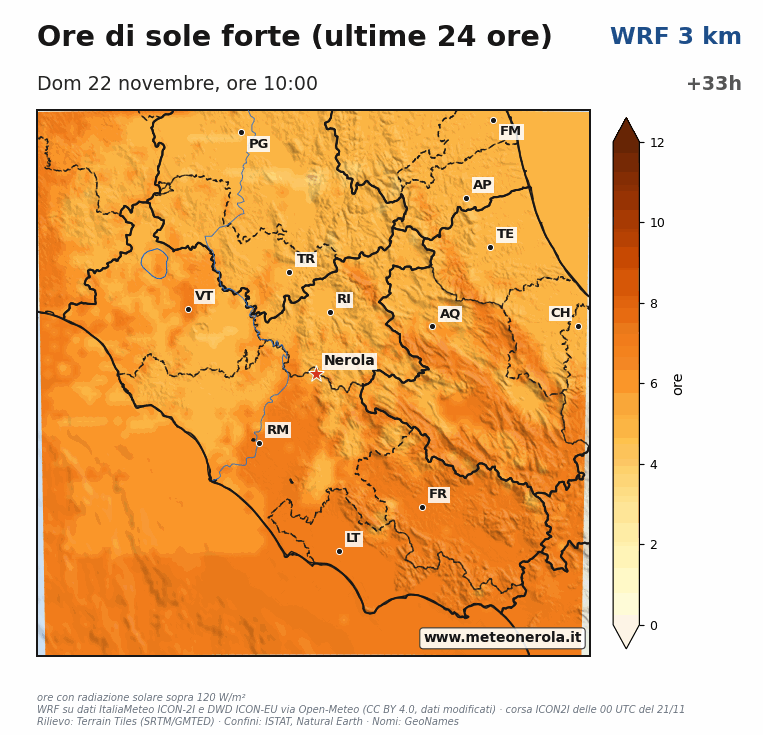 Ore di sole forte (ultime 24 ore)
WRF 3 km
Dom 22 novembre, ore 10:00
+33h
FM
PG
AP
TE
TR
VT
RI
AQ
CH
Nerola
RM
FR
LT
www.meteonerola.it
12
10
8
6
4
2
0
ore
ore con radiazione solare sopra 120 W/m²
WRF su dati ItaliaMeteo ICON-2I e DWD ICON-EU via Open-Meteo (CC BY 4.0, dati modificati) · corsa ICON2I delle 00 UTC del 21/11
Rilievo: Terrain Tiles (SRTM/GMTED) · Confini: ISTAT, Natural Earth · Nomi: GeoNames